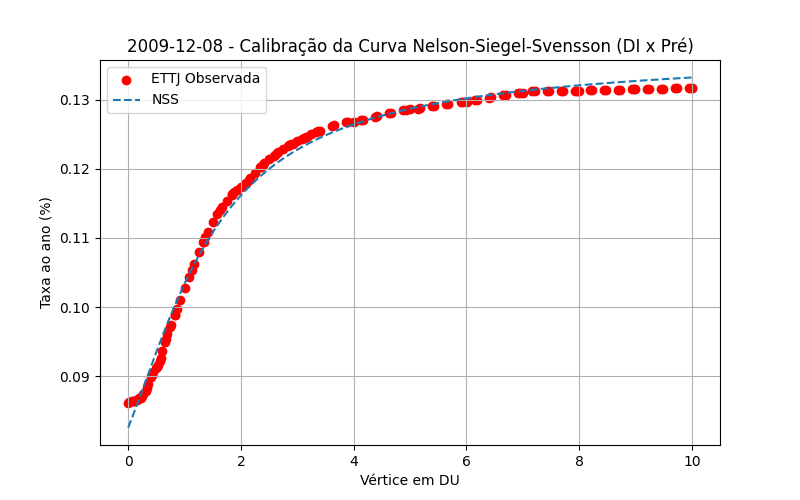 2009-12-08 - Calibração da Curva Nelson-Siegel-Svensson (DI x Pré)
ETTJ Observada
NSS
Taxa ao ano (%)
0.13
0.12
0.11
0.10
0.09
0 2 4 6 8 10
Vértice em DU